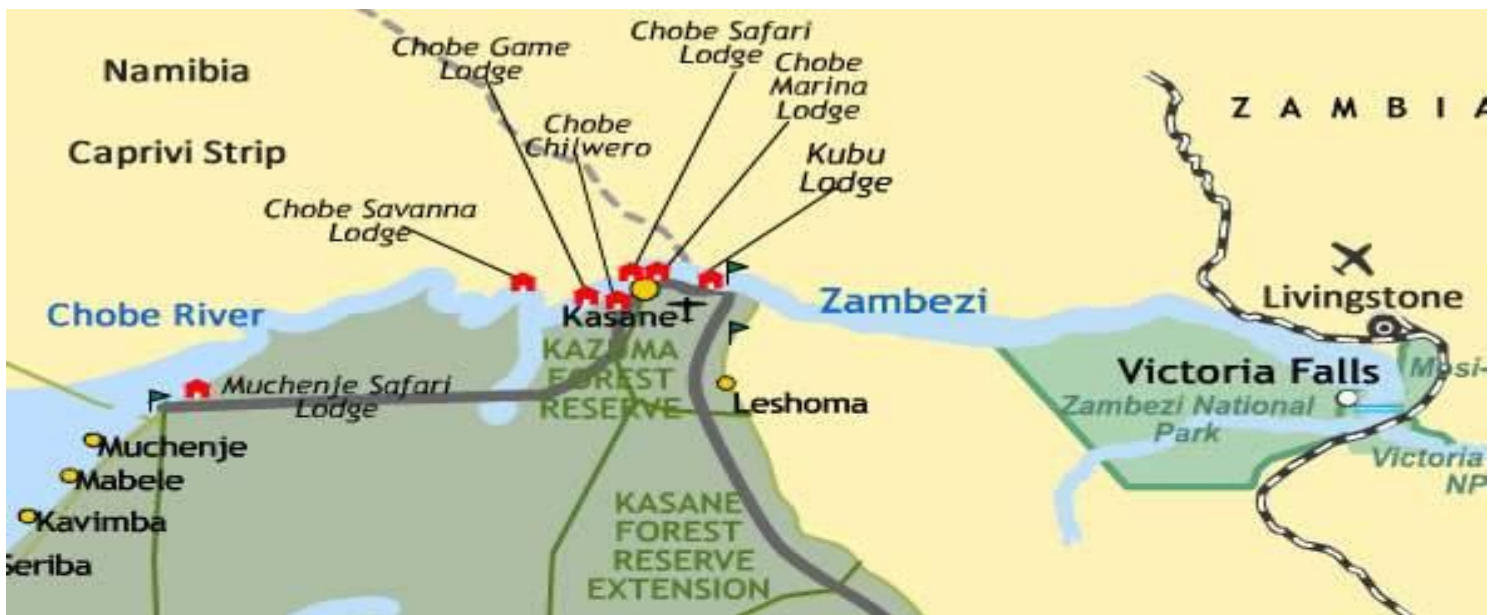 Namibia
Caprivi Strip
Chobe Game
Lodge
Chobe Safari
Lodge
Chobe
Marina
Lodge
Chobe
Chilwero
Kubu
Lodge
Chobe Savanna
Lodge
Z A M B I A
Chobe River
Kasane
Zambezi
Livingstone
KAZUMA
FOREST
RESERVE
Muchenje Safari
Lodge
Leshoma
Victoria Falls
Mosi-
Zambezi National
Park
Victoria
NP
Muchenje
Mabele
Kavimba
Seriba
KASANE
FOREST
RESERVE
EXTENSION